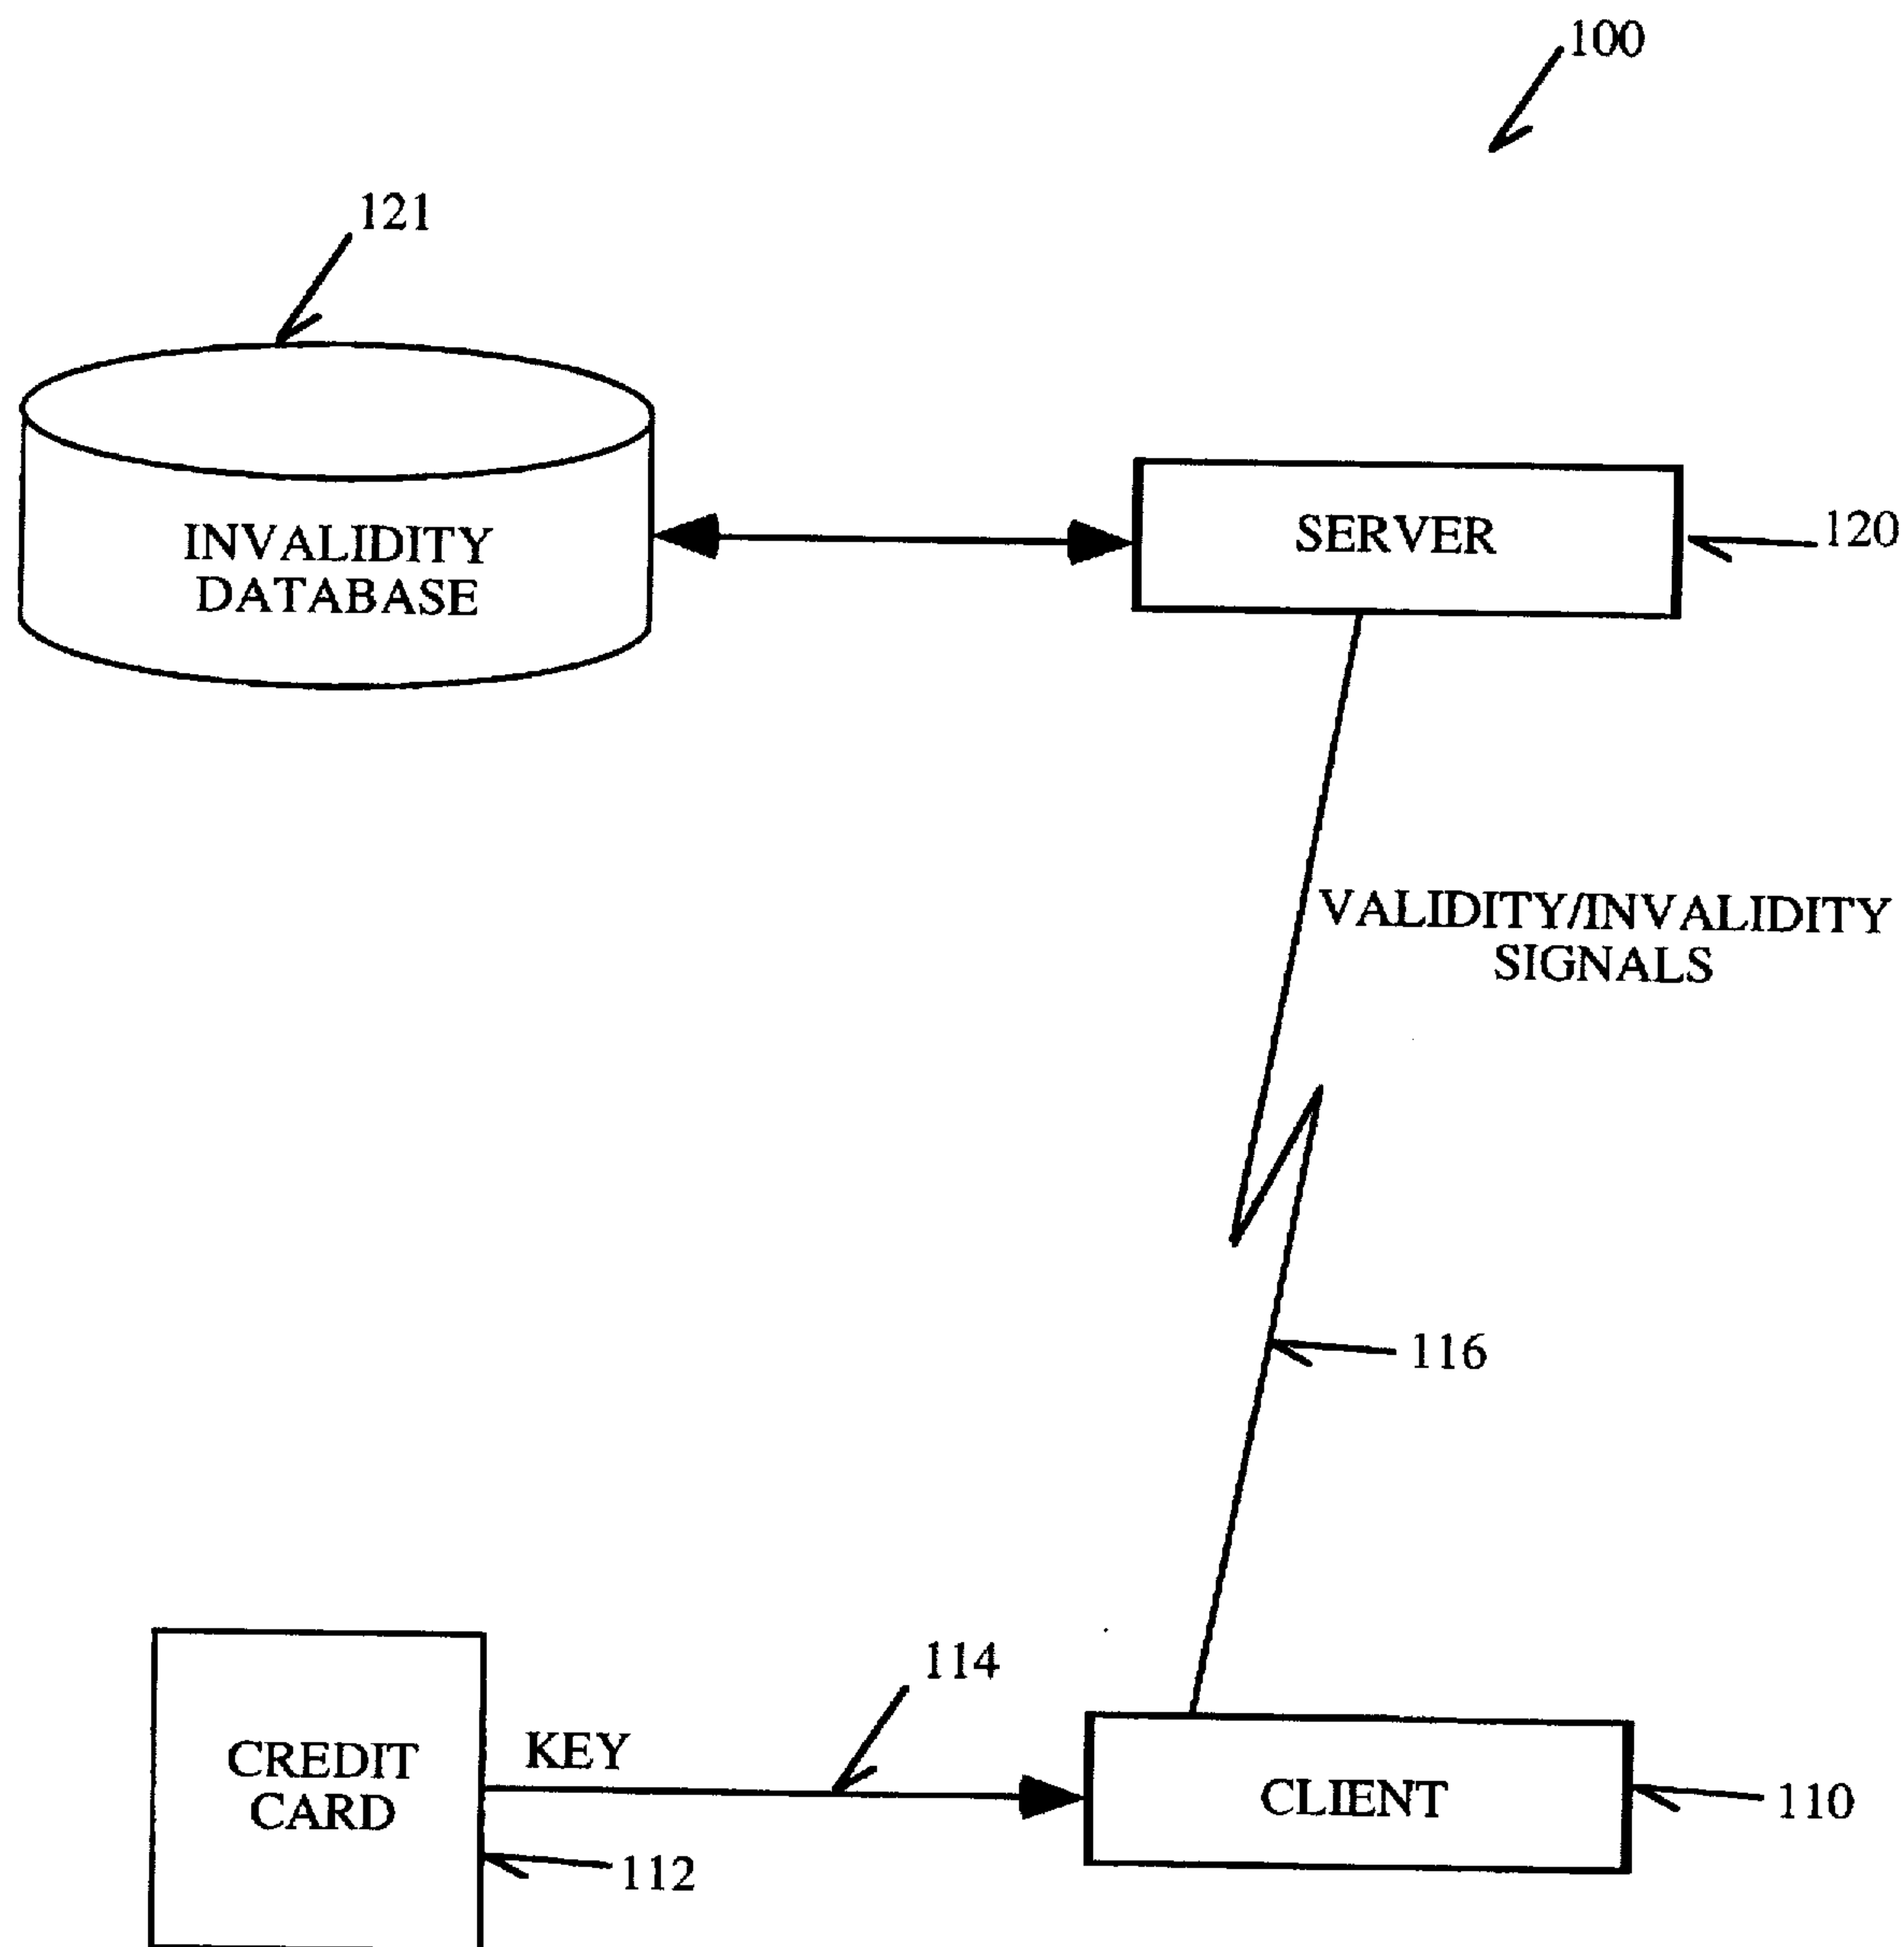 100
121
INVALIDITY
DATABASE
SERVER
120
VALIDITY/INVALIDITY
SIGNALS
116
114
KEY
CREDIT
CARD
CLIENT
110
112